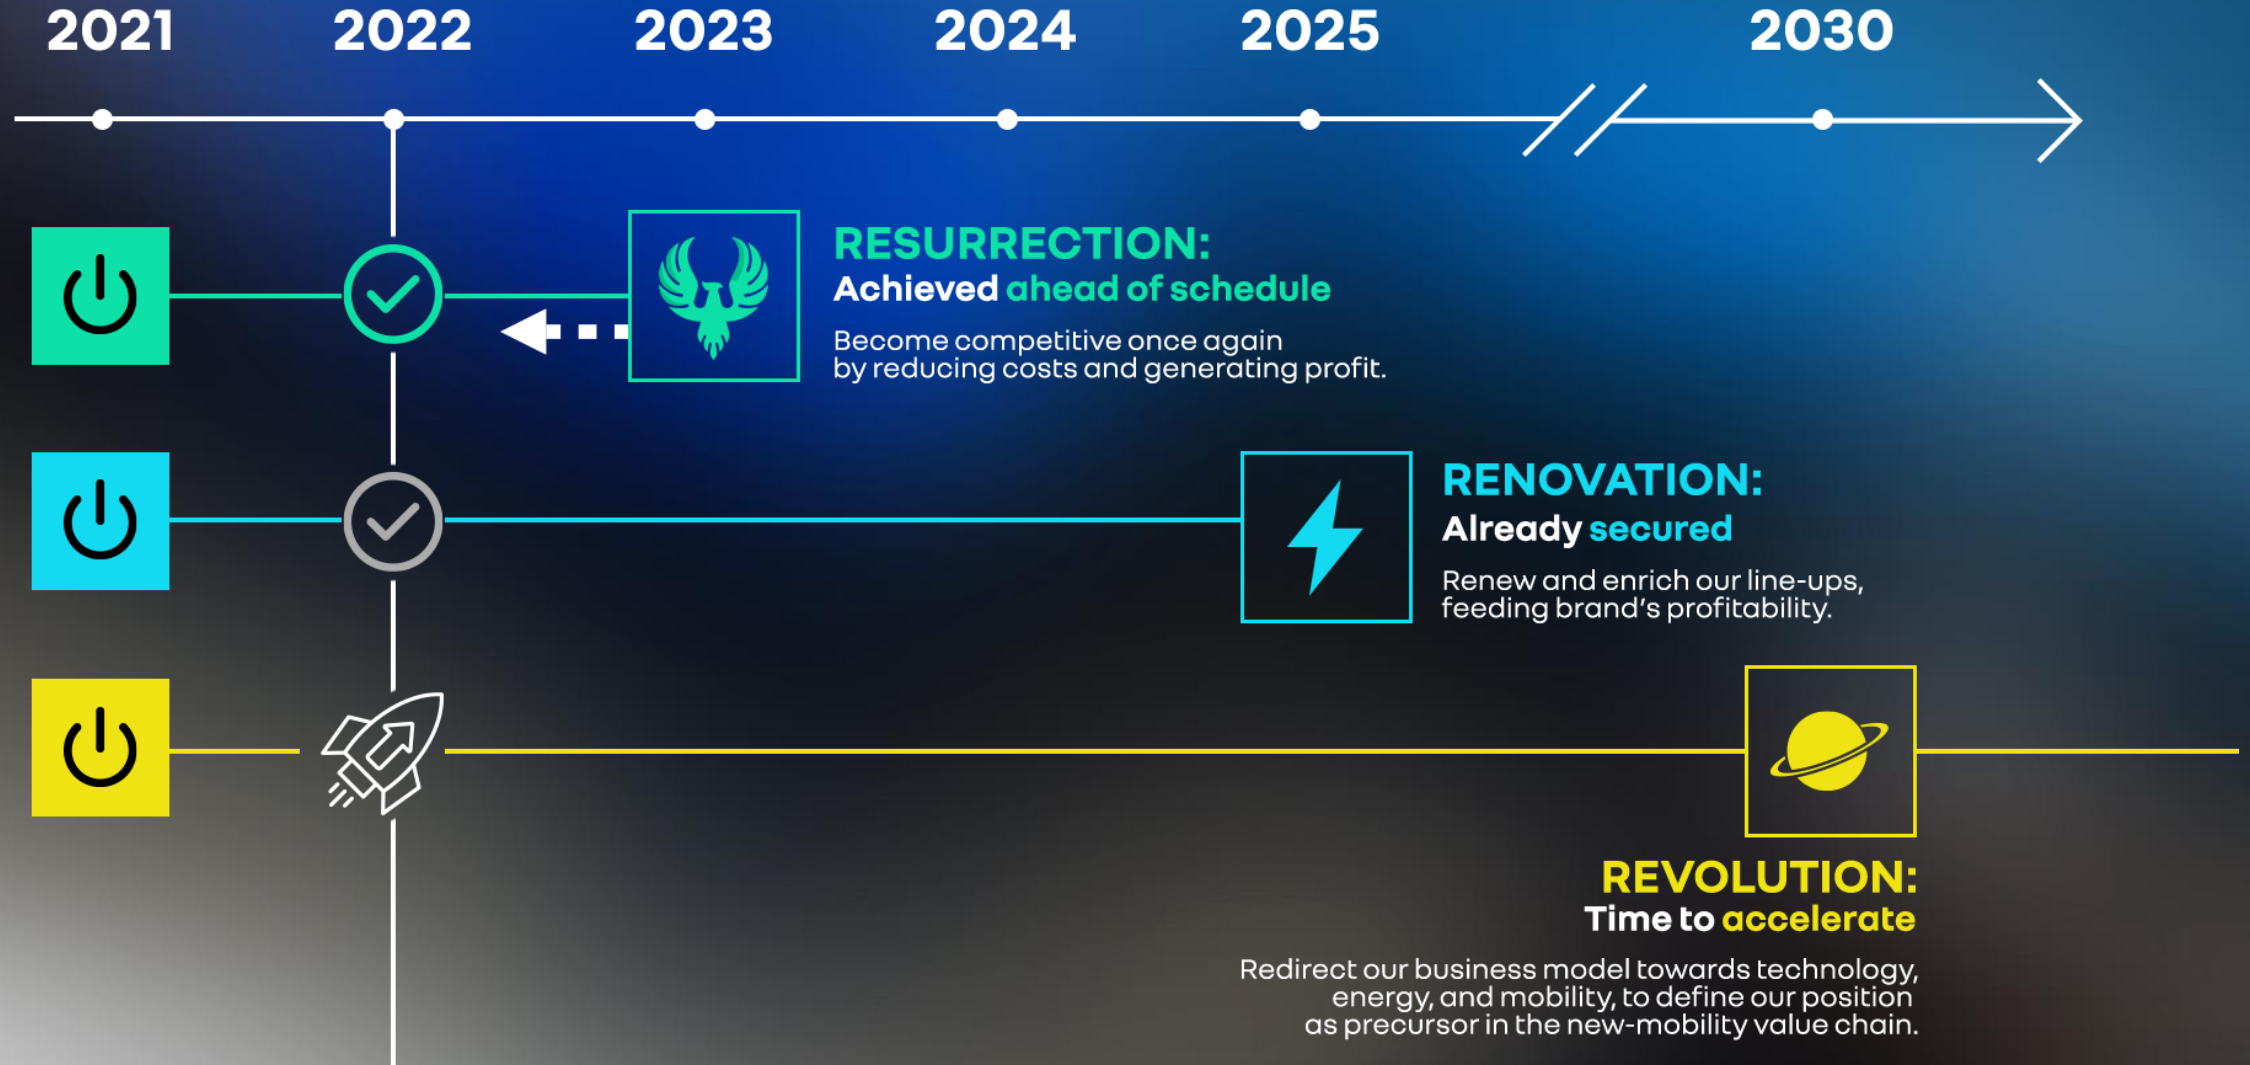 2021 2022 2023 2024 2025 2030
RESURRECTION:
Achieved ahead of schedule
Become competitive once again
by reducing costs and generating profit.
RENOVATION:
Already secured
Renew and enrich our line-ups,
feeding brand's profitability.
REVOLUTION:
Time to accelerate
Redirect our business model towards technology,
energy, and mobility, to define our position
as precursor in the new-mobility value chain.